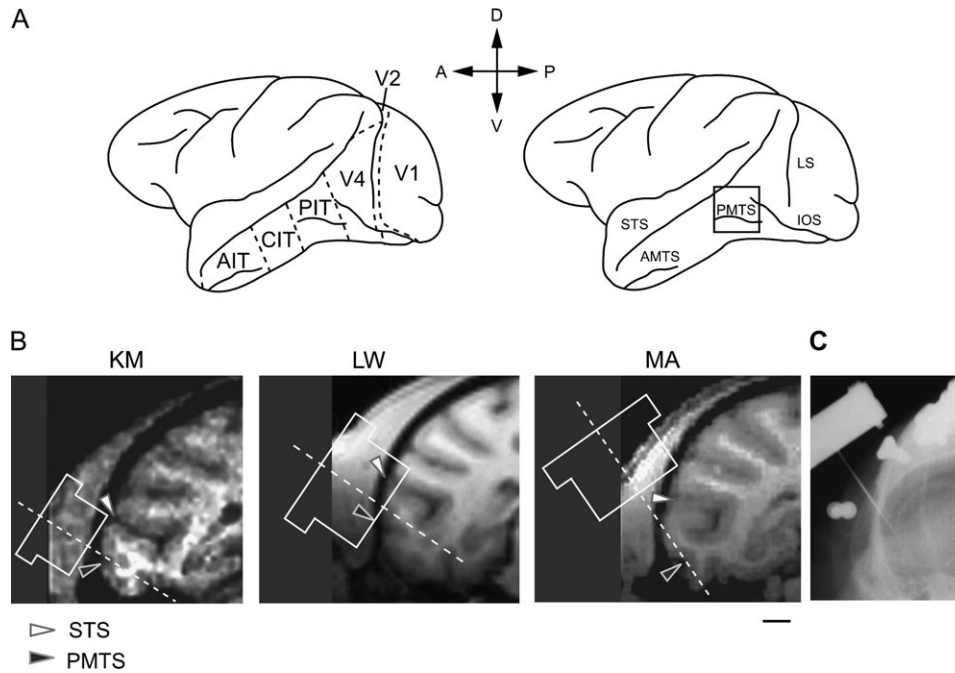 A
D
A P
V
V2
V4 V1
PIT
CIT
AIT
LS
PMTS
STS IOS
AMTS
B C
KM LW MA
STS
PMTS